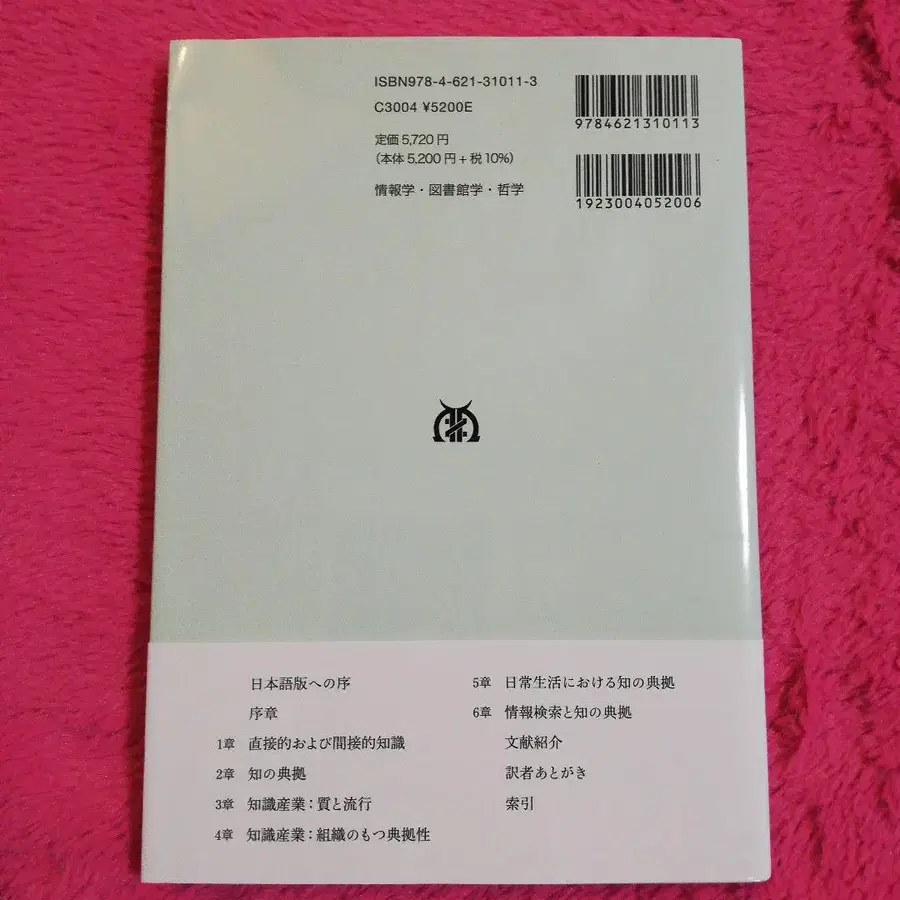 ISBN978-4-621-31011-3
C3004 ¥5200E
定価 5,720 円
(本体 5,200 円 + 税 10%)
情報学・図書館学・哲学
9784621310113
1923004052006
日本語版への序
序章
1章 直接的および間接的知識
2章 知の典拠
3章 知識産業：質と流行
4章 知識産業：組織のもつ典拠性
5章 日常生活における知の典拠
6章 情報検索と知の典拠
文献紹介
訳者あとがき
索引